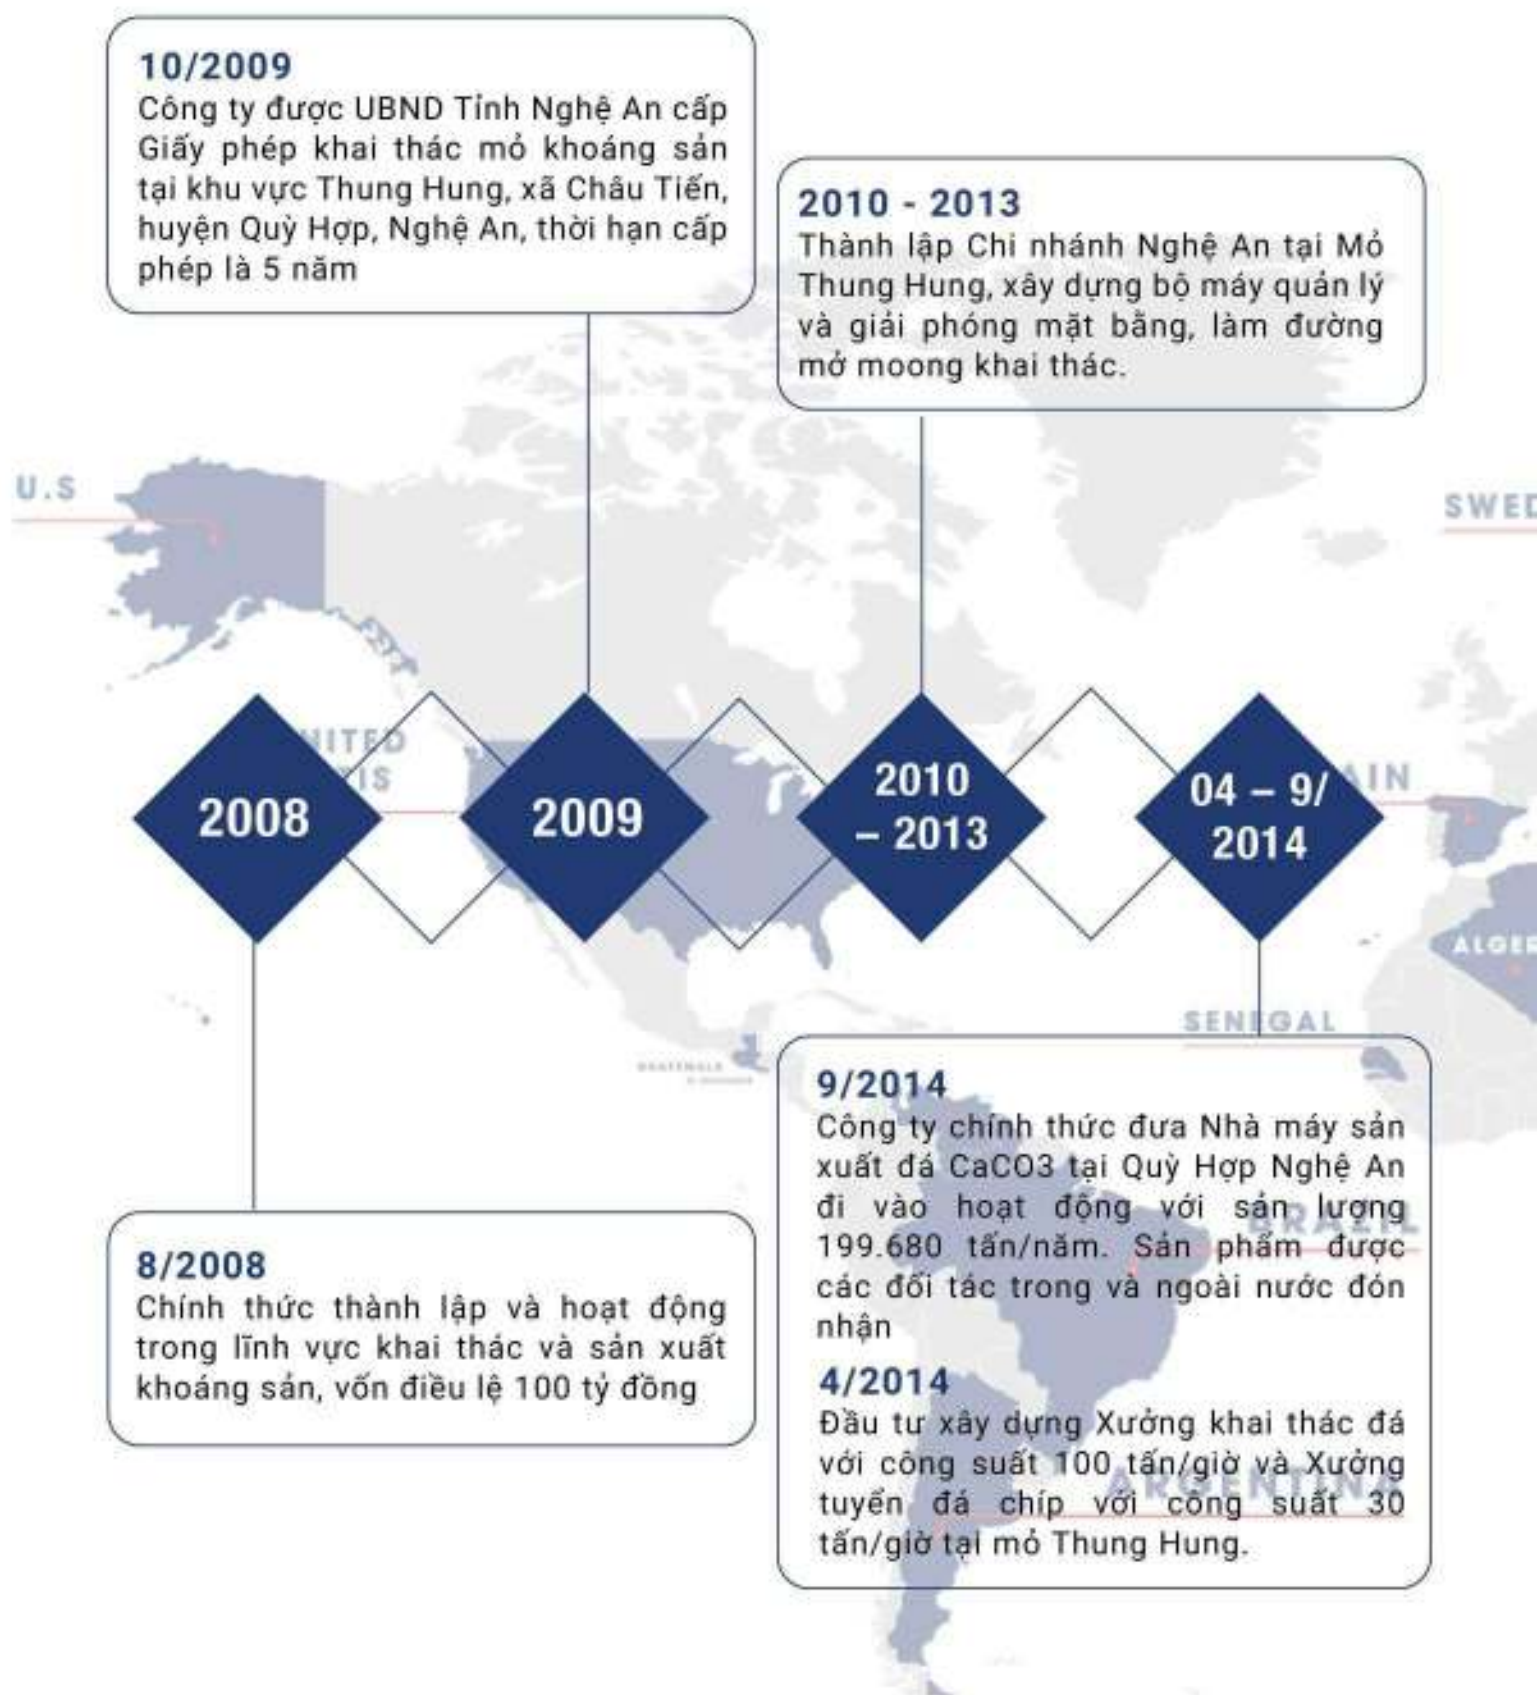 10/2009
Công ty được UBND Tỉnh Nghệ An cấp
Giấy phép khai thác mỏ khoáng sản
tại khu vực Thung Hung, xã Châu Tiến,
huyện Quỳ Hợp, Nghệ An, thời hạn cấp
phép là 5 năm
2010 - 2013
Thành lập Chi nhánh Nghệ An tại Mỏ
Thung Hung, xây dựng bộ máy quản lý
và giải phóng mặt bằng, làm đường
mở moong khai thác.
U.S
SWED
2008
2009
2010
– 2013
04 – 9/
2014
AIN
ALGER
SENEGAL
GUATEMALA
8/2008
Chính thức thành lập và hoạt động
trong lĩnh vực khai thác và sản xuất
khoáng sản, vốn điều lệ 100 tỷ đồng
9/2014
Công ty chính thức đưa Nhà máy sản
xuất đá CaCO3 tại Quỳ Hợp Nghệ An
đi vào hoạt động với sản lượng
199.680 tấn/năm. Sản phẩm được
các đối tác trong và ngoài nước đón
nhận
BRAZIL
4/2014
Đầu tư xây dựng Xưởng khai thác đá
với công suất 100 tấn/giờ và Xưởng
tuyển đá chíp với công suất 30
tấn/giờ tại mỏ Thung Hung.
ARGENTINA